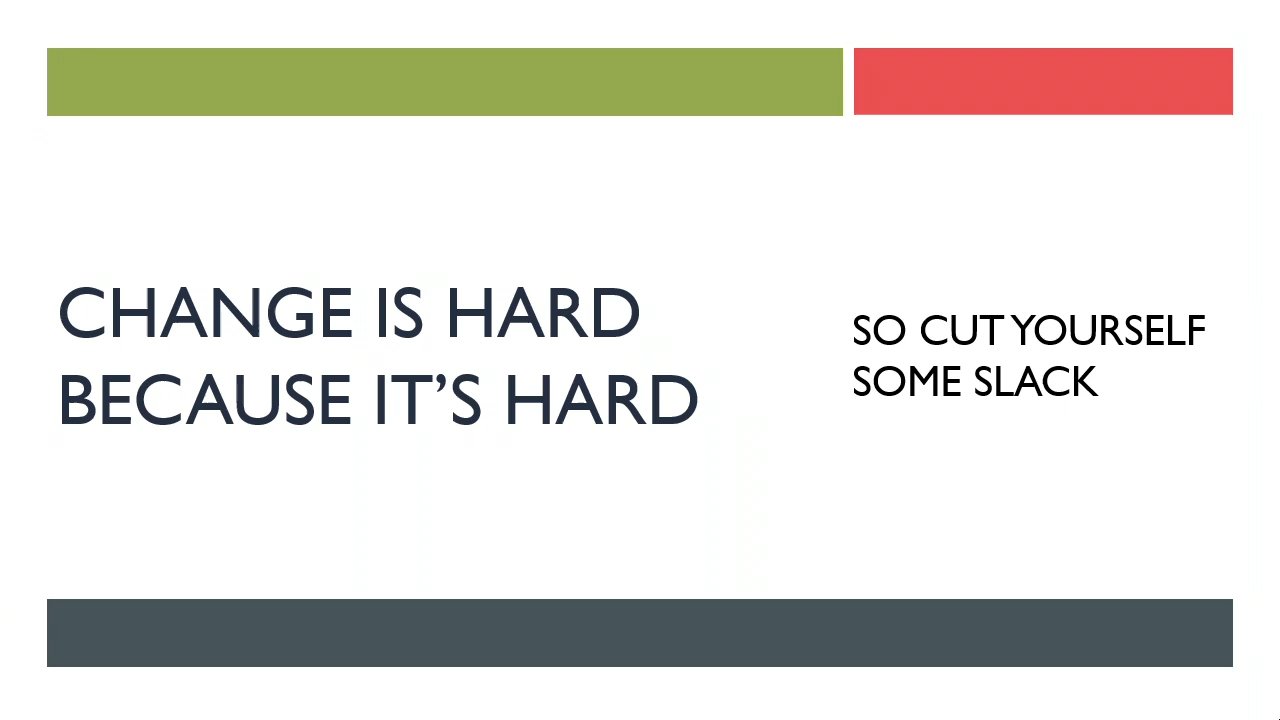 CHANGE IS HARD
BECAUSE IT’S HARD
SO CUT YOURSELF
SOME SLACK